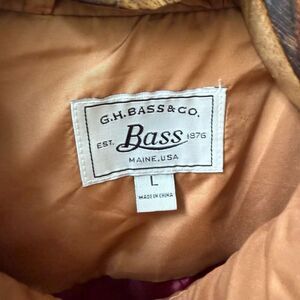 G.H.BASS&CO.
EST. Bass 1876
MAINE, USA
L
MADE IN CHINA